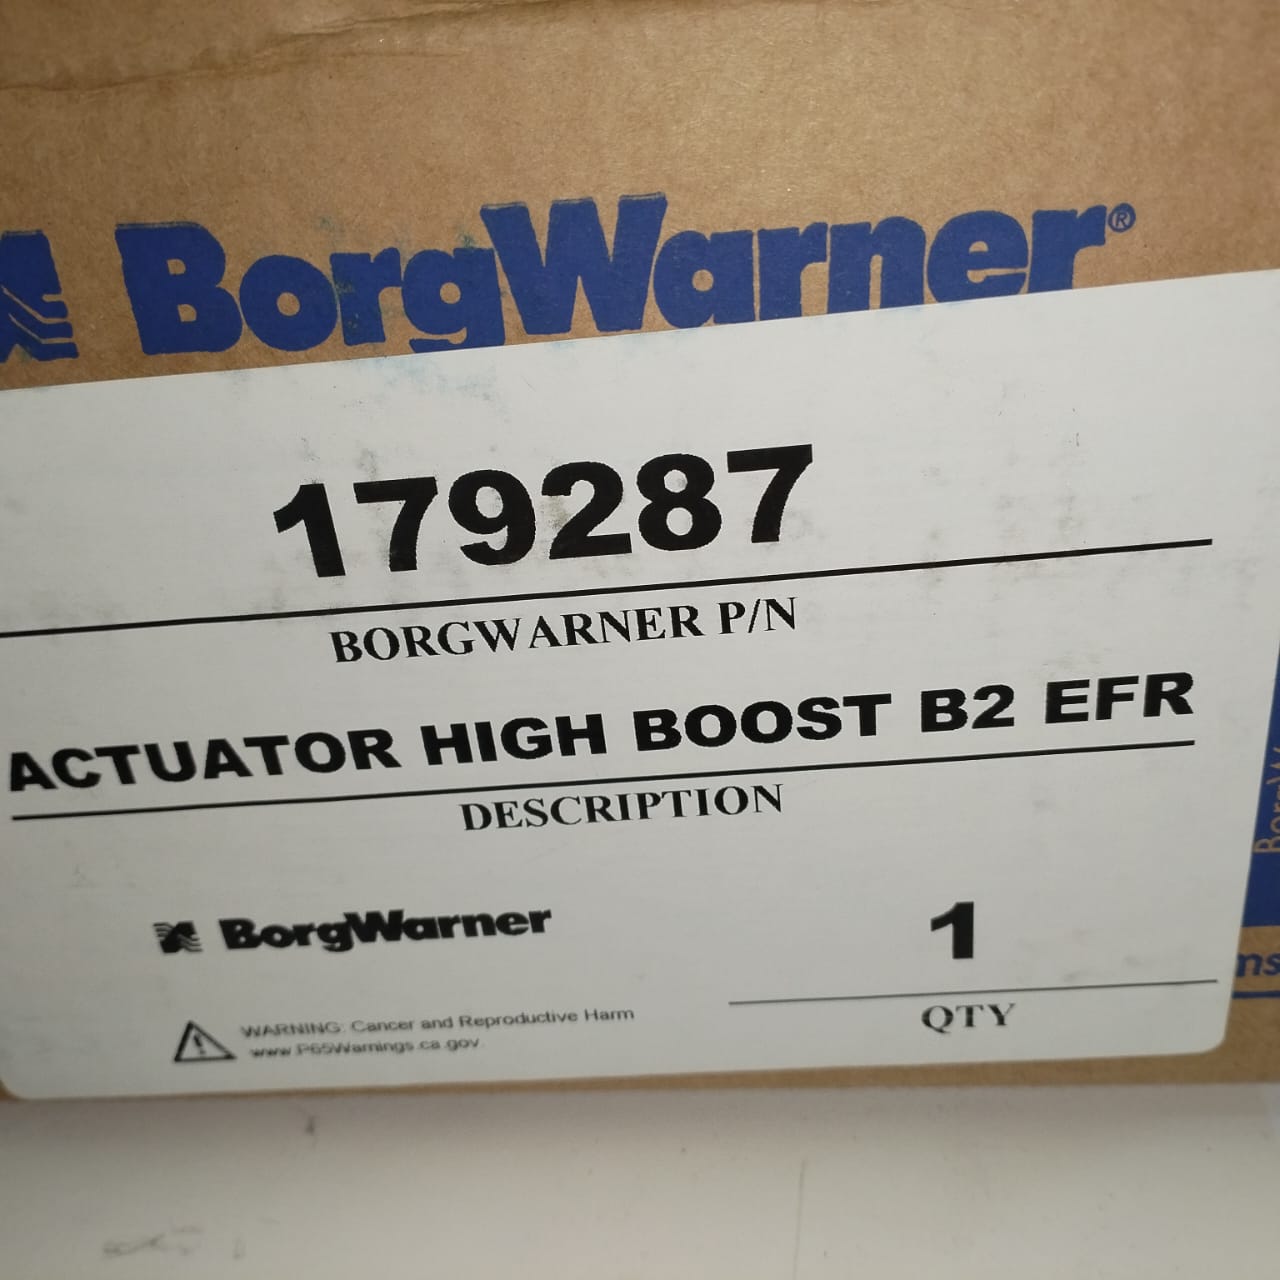 BorgWarner®
179287
BORGWARNER P/N
ACTUATOR HIGH BOOST B2 EFR
DESCRIPTION
BorgWarner
1
QTY
WARNING: Cancer and Reproductive Harm
www.P65Warnings.ca.gov